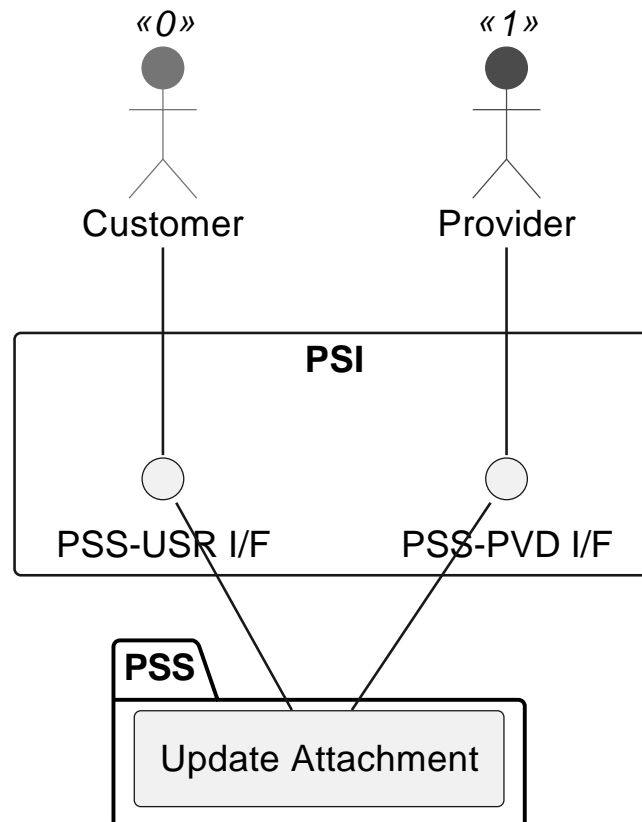 «0» «1»
Customer Provider
PSI
PSS-USR I/F PSS-PVD I/F
PSS
Update Attachment